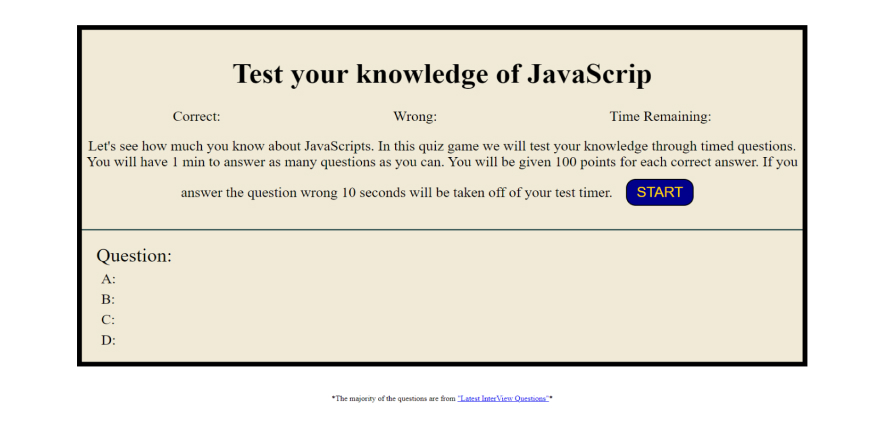 Test your knowledge of JavaScrip
Correct: Wrong: Time Remaining:
Let's see how much you know about JavaScripts. In this quiz game we will test your knowledge through timed questions.
You will have 1 min to answer as many questions as you can. You will be given 100 points for each correct answer. If you
answer the question wrong 10 seconds will be taken off of your test timer. START
Question:
A:
B:
C:
D:
*The majority of the questions are from "Latest InterView Questions"*